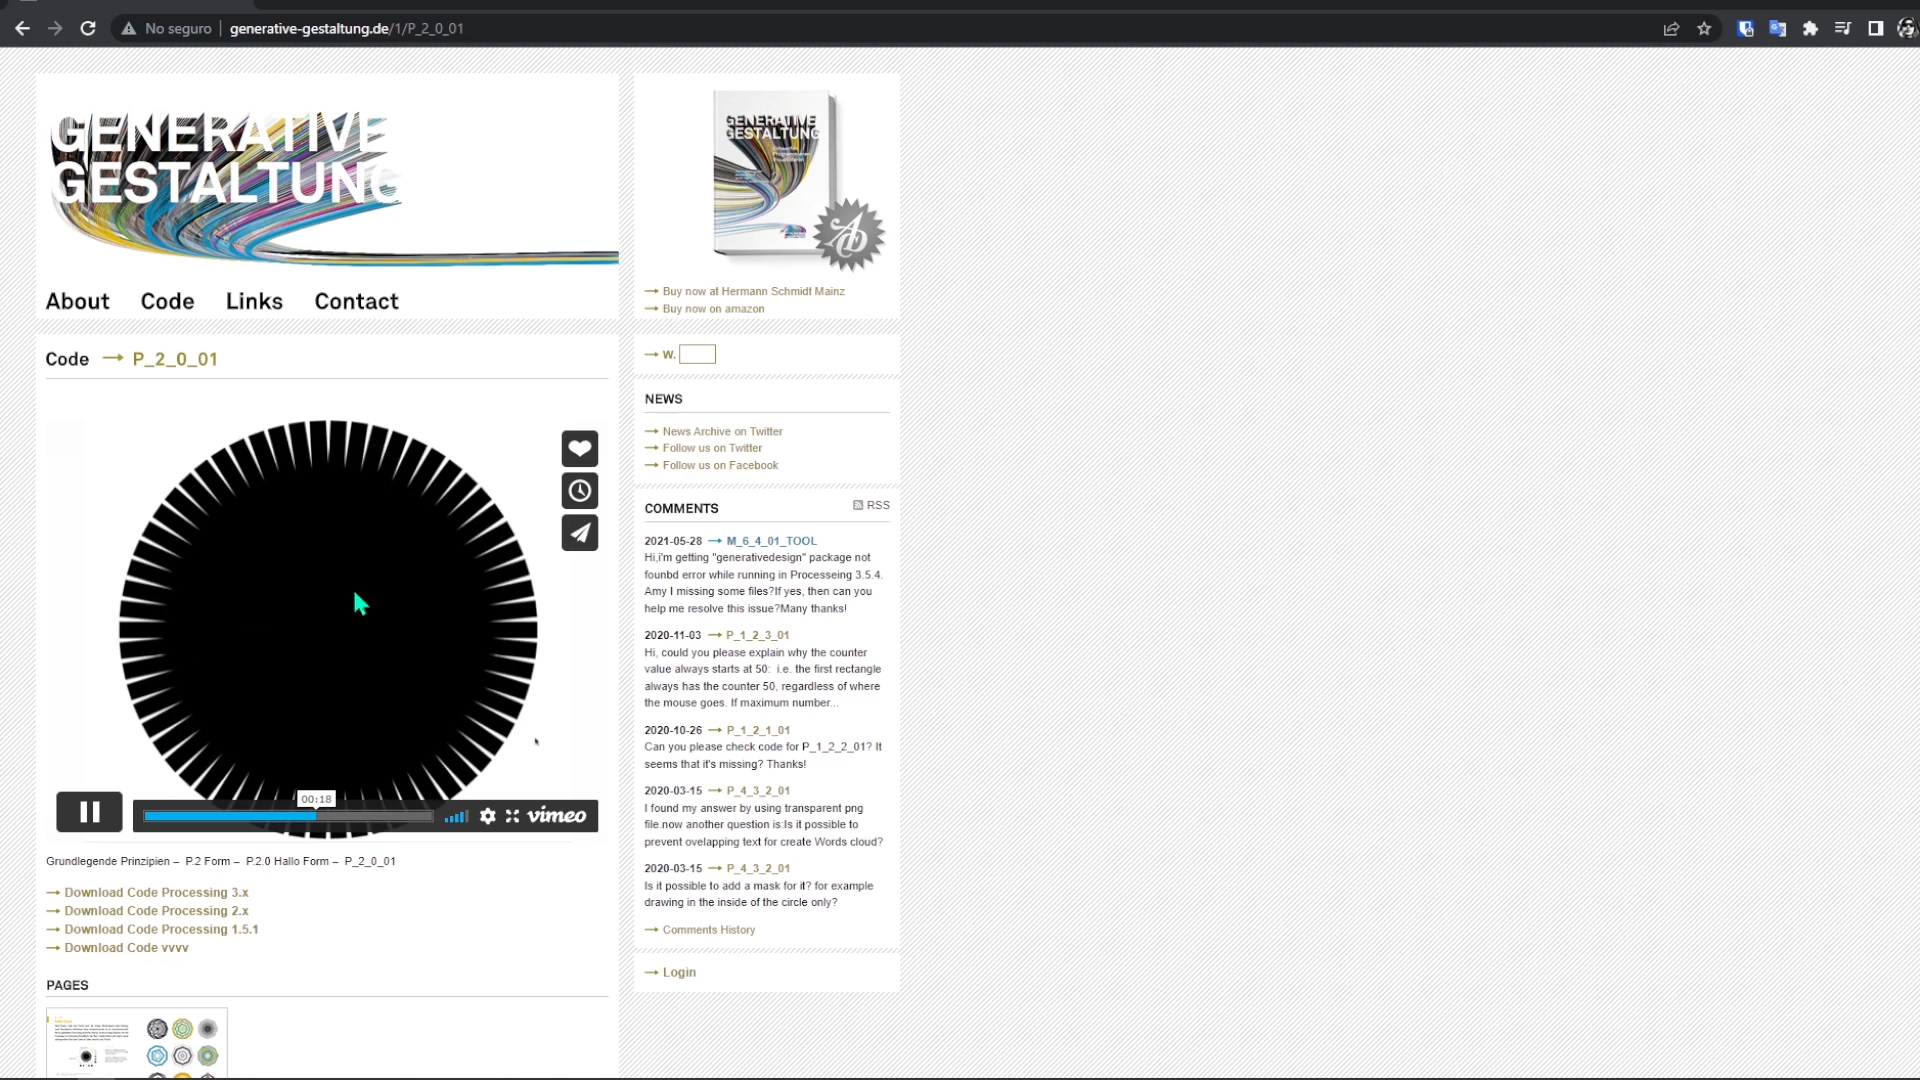 No seguro
generative-gestaltung.de/1/P_2_0_01
GENERATIVE
GESTALTUNG
About
Code
Links
Contact
Code → P_2_0_01
00:18
vimeo
Grundlegende Prinzipien – P.2 Form – P.2.0 Hallo Form – P_2_0_01
→ Download Code Processing 3.x
→ Download Code Processing 2.x
→ Download Code Processing 1.5.1
→ Download Code vvvv
PAGES
GENERATIVE
GESTALTUNG
→ Buy now at Hermann Schmidt Mainz
→ Buy now on amazon
→ W.
NEWS
→ News Archive on Twitter
→ Follow us on Twitter
→ Follow us on Facebook
COMMENTS
RSS
2021-05-28 → M_6_4_01_TOOL
Hi,i'm getting "generativedesign" package not
founbd error while running in Processeing 3.5.4.
Amy I missing some files?If yes, then can you
help me resolve this issue?Many thanks!
2020-11-03 → P_1_2_3_01
Hi, could you please explain why the counter
value always starts at 50: i.e. the first rectangle
always has the counter 50, regardless of where
the mouse goes. If maximum number...
2020-10-26 → P_1_2_1_01
Can you please check code for P_1_2_2_01? It
seems that it's missing? Thanks!
2020-03-15 → P_4_3_2_01
I found my answer by using transparent png
file.now another question is:Is it possible to
prevent ovelapping text for create Words cloud?
2020-03-15 → P_4_3_2_01
Is it possible to add a mask for it? for example
drawing in the inside of the circle only?
→ Comments History
→ Login